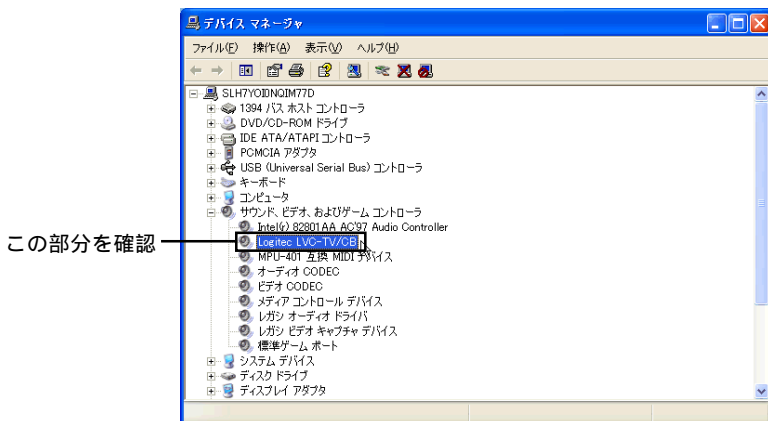 デバイス マネージャ
ファイル(F) 操作(A) 表示(V) ヘルプ(H)
SLH7YOIDNQIM77D
1394 バス ホスト コントローラ
DVD/CD-ROM ドライブ
IDE ATA/ATAPI コントローラ
PCMCIA アダプタ
USB (Universal Serial Bus) コントローラ
キーボード
コンピュータ
サウンド、ビデオ、およびゲーム コントローラ
Intel(r) 82801AA AC'97 Audio Controller
この部分を確認
Logitec LVC-TV/CB
MPU-401 互換 MIDI デバイス
オーディオ CODEC
ビデオ CODEC
メディア コントロール デバイス
レガシ オーディオ ドライバ
レガシ ビデオ キャプチャ デバイス
標準ゲーム ポート
システム デバイス
ディスク ドライブ
ディスプレイ アダプタ